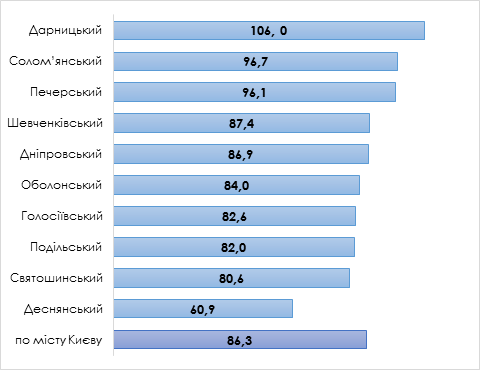 Дарницький 106, 0
Солом'янський 96,7
Печерський 96,1
Шевченківський 87,4
Дніпровський 86,9
Оболонський 84,0
Голосіївський 82,6
Подільський 82,0
Святошинський 80,6
Деснянський 60,9
по місту Києву 86,3